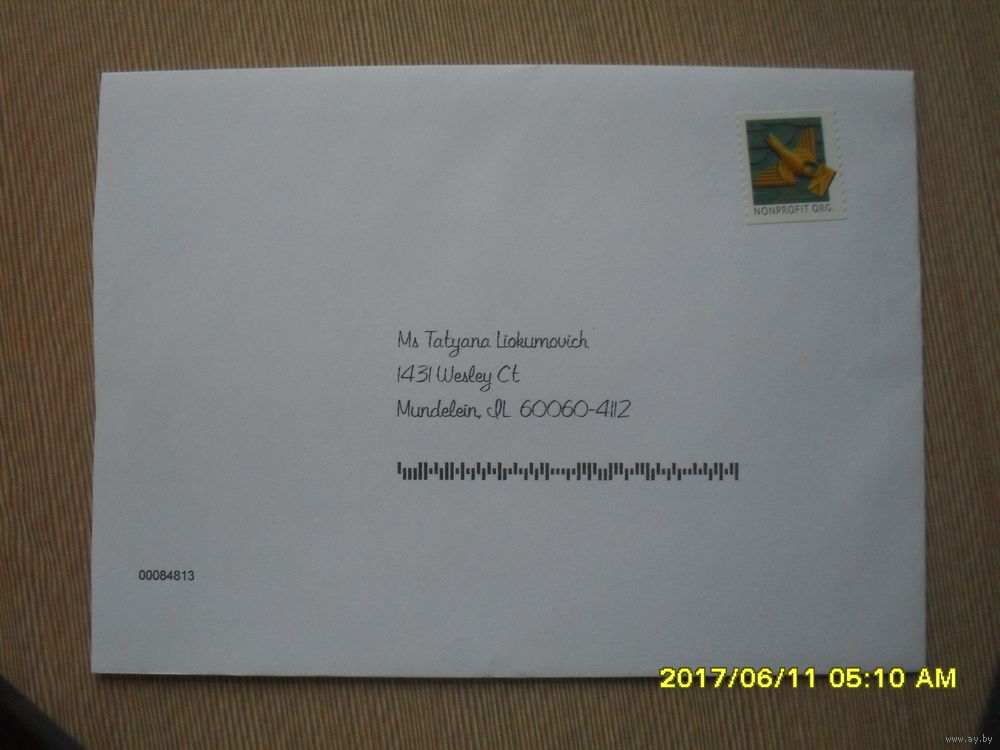 NONPROFIT ORG.
Ms Tatyana Liokumovich
1431 Wesley Ct
Mundelein, IL 60060-4112
00084813
2017/06/11 05:10 AM
www.ay.by